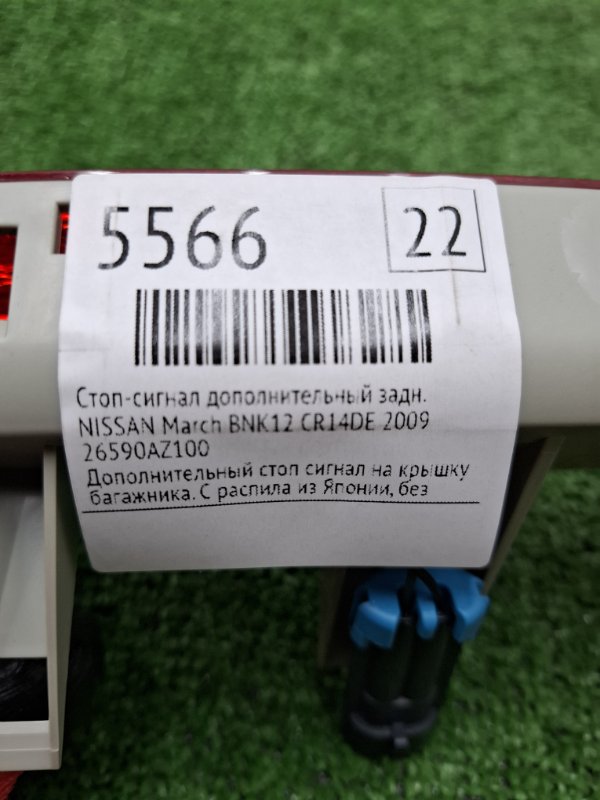 5566
22
Стоп-сигнал дополнительный задн.
NISSAN March BNK12 CR14DE 2009
26590AZ100
Дополнительный стоп сигнал на крышку
багажника. С распила из Японии, без